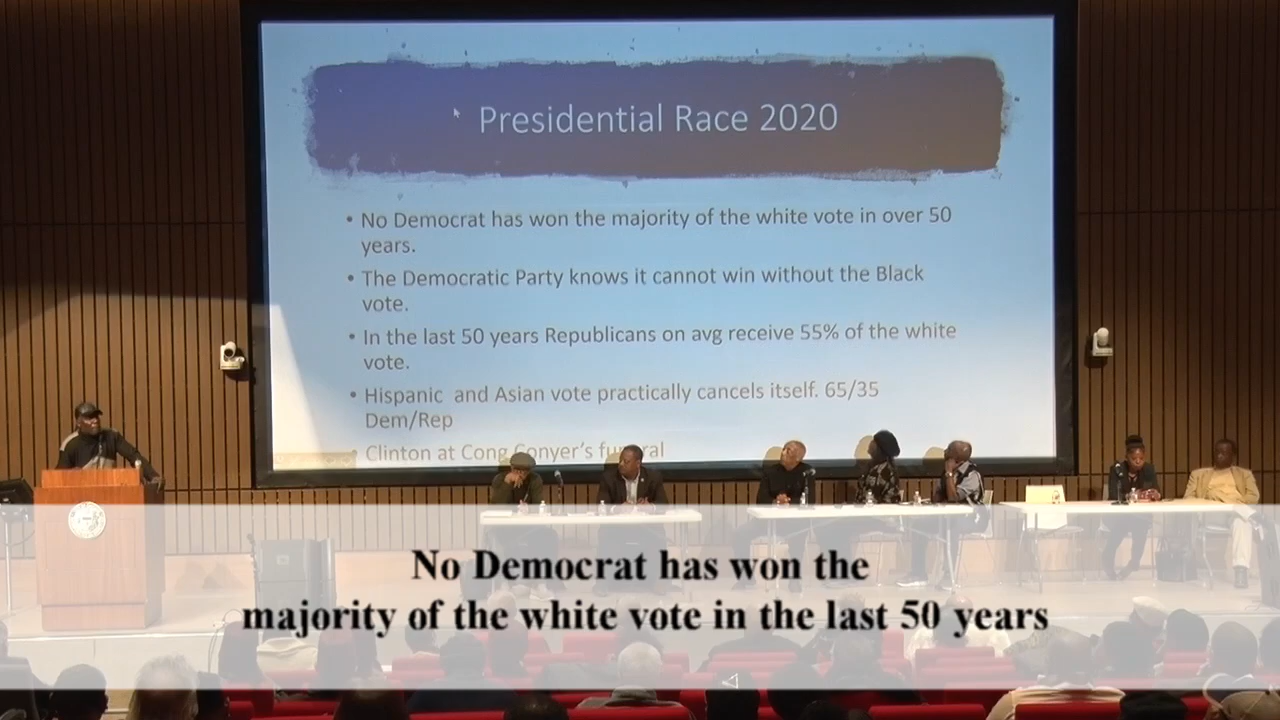 Presidential Race 2020
• No Democrat has won the majority of the white vote in over 50
years.
• The Democratic Party knows it cannot win without the Black
vote.
• In the last 50 years Republicans on avg receive 55% of the white
vote.
• Hispanic and Asian vote practically cancels itself. 65/35
Dem/Rep
• Clinton at Cong Conyer's funeral
No Democrat has won the
majority of the white vote in the last 50 years